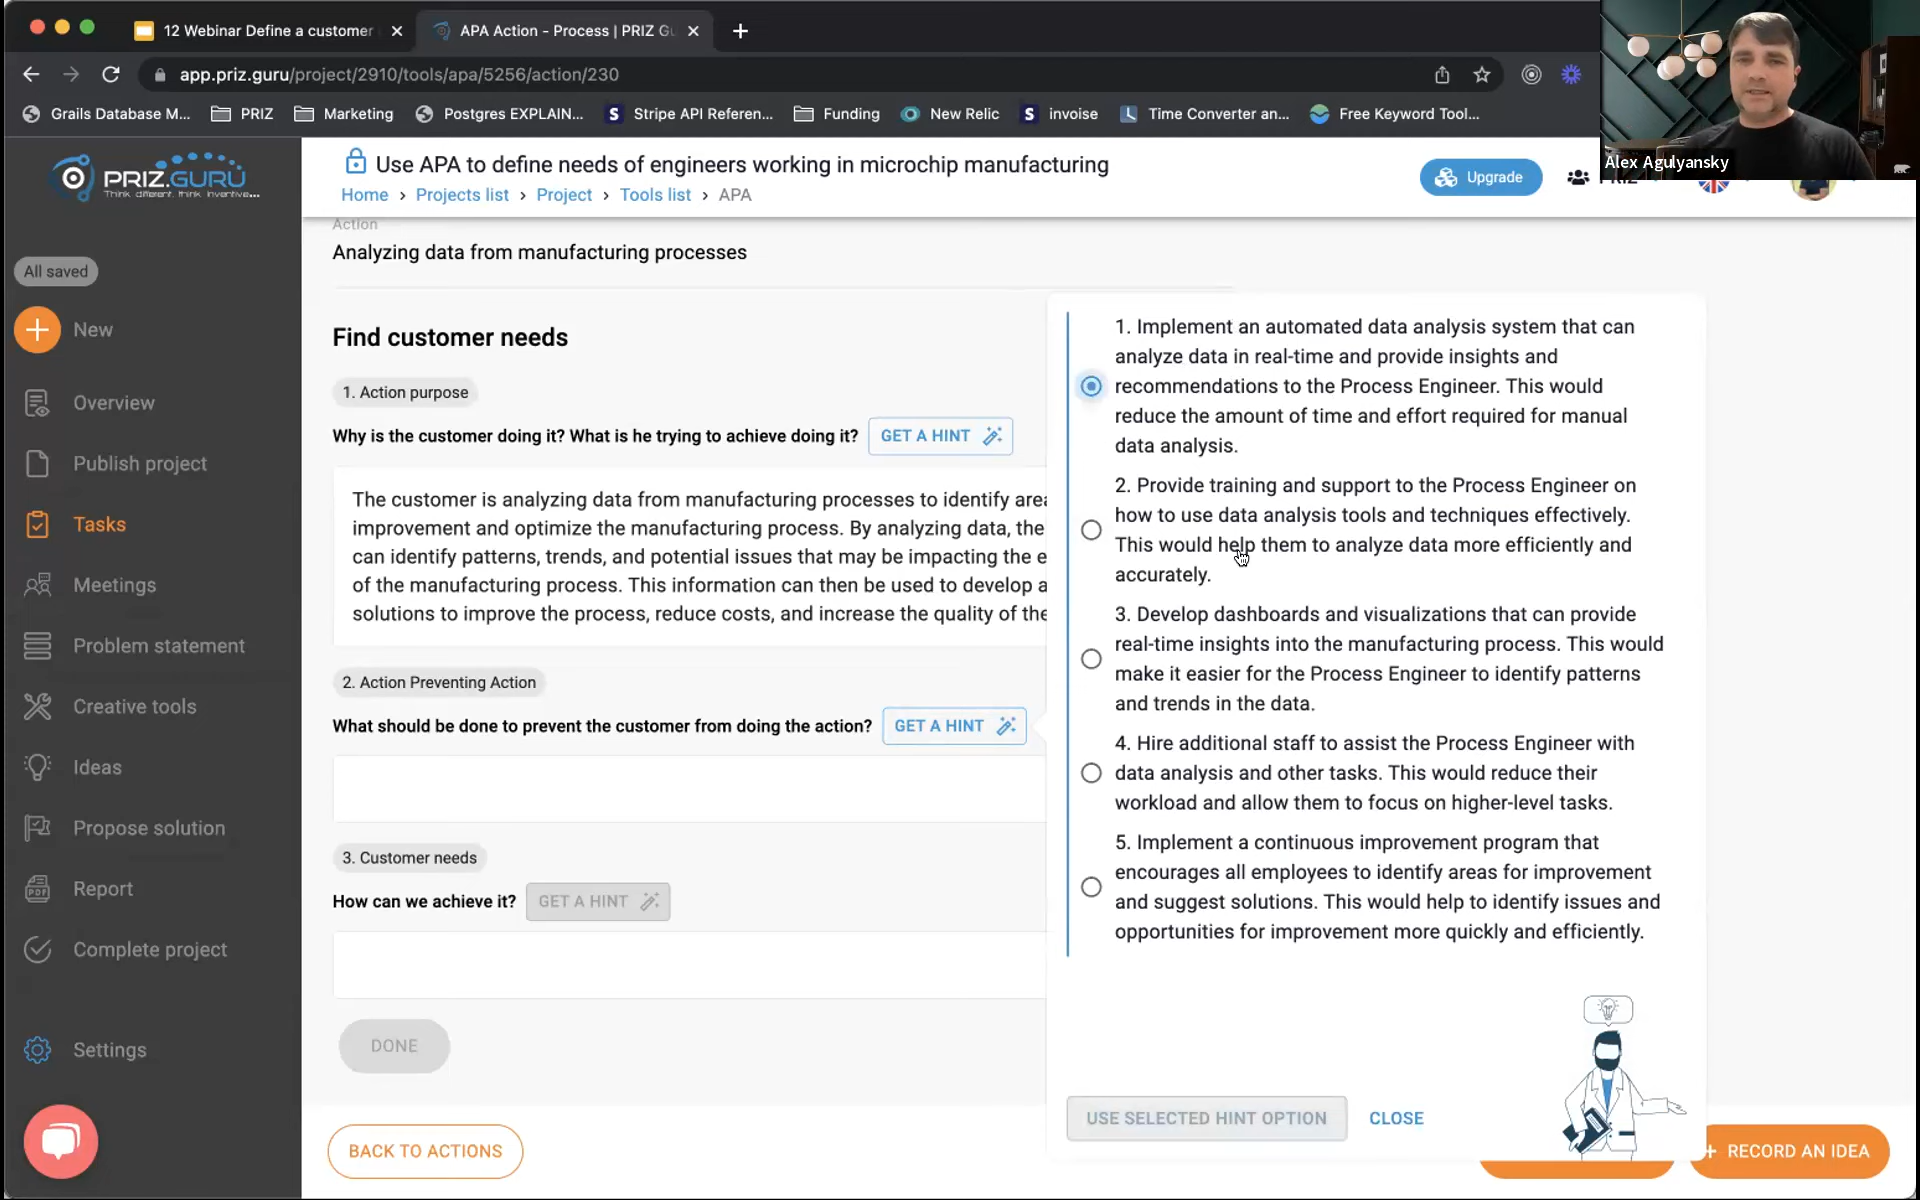 12 Webinar Define a customer
APA Action - Process | PRIZ Gu
app.priz.guru/project/2910/tools/apa/5256/action/230
Grails Database M...
PRIZ
Marketing
Postgres EXPLAIN...
Stripe API Referen...
Funding
New Relic
invoise
Time Converter an...
Free Keyword Tool...
Alex Agulyansky
PRIZ.GURU
Think different, think inventive...
Use APA to define needs of engineers working in microchip manufacturing
Home > Projects list > Project > Tools list > APA
Upgrade
All saved
New
Overview
Publish project
Tasks
Meetings
Problem statement
Creative tools
Ideas
Propose solution
Report
Complete project
Settings
Action
Analyzing data from manufacturing processes
Find customer needs
1. Action purpose
Why is the customer doing it? What is he trying to achieve doing it?
GET A HINT
The customer is analyzing data from manufacturing processes to identify area
improvement and optimize the manufacturing process. By analyzing data, the
can identify patterns, trends, and potential issues that may be impacting the e
of the manufacturing process. This information can then be used to develop a
solutions to improve the process, reduce costs, and increase the quality of the
2. Action Preventing Action
What should be done to prevent the customer from doing the action?
GET A HINT
3. Customer needs
How can we achieve it?
GET A HINT
DONE
BACK TO ACTIONS
1. Implement an automated data analysis system that can
analyze data in real-time and provide insights and
recommendations to the Process Engineer. This would
reduce the amount of time and effort required for manual
data analysis.
2. Provide training and support to the Process Engineer on
how to use data analysis tools and techniques effectively.
This would help them to analyze data more efficiently and
accurately.
3. Develop dashboards and visualizations that can provide
real-time insights into the manufacturing process. This would
make it easier for the Process Engineer to identify patterns
and trends in the data.
4. Hire additional staff to assist the Process Engineer with
data analysis and other tasks. This would reduce their
workload and allow them to focus on higher-level tasks.
5. Implement a continuous improvement program that
encourages all employees to identify areas for improvement
and suggest solutions. This would help to identify issues and
opportunities for improvement more quickly and efficiently.
USE SELECTED HINT OPTION
CLOSE
+ RECORD AN IDEA